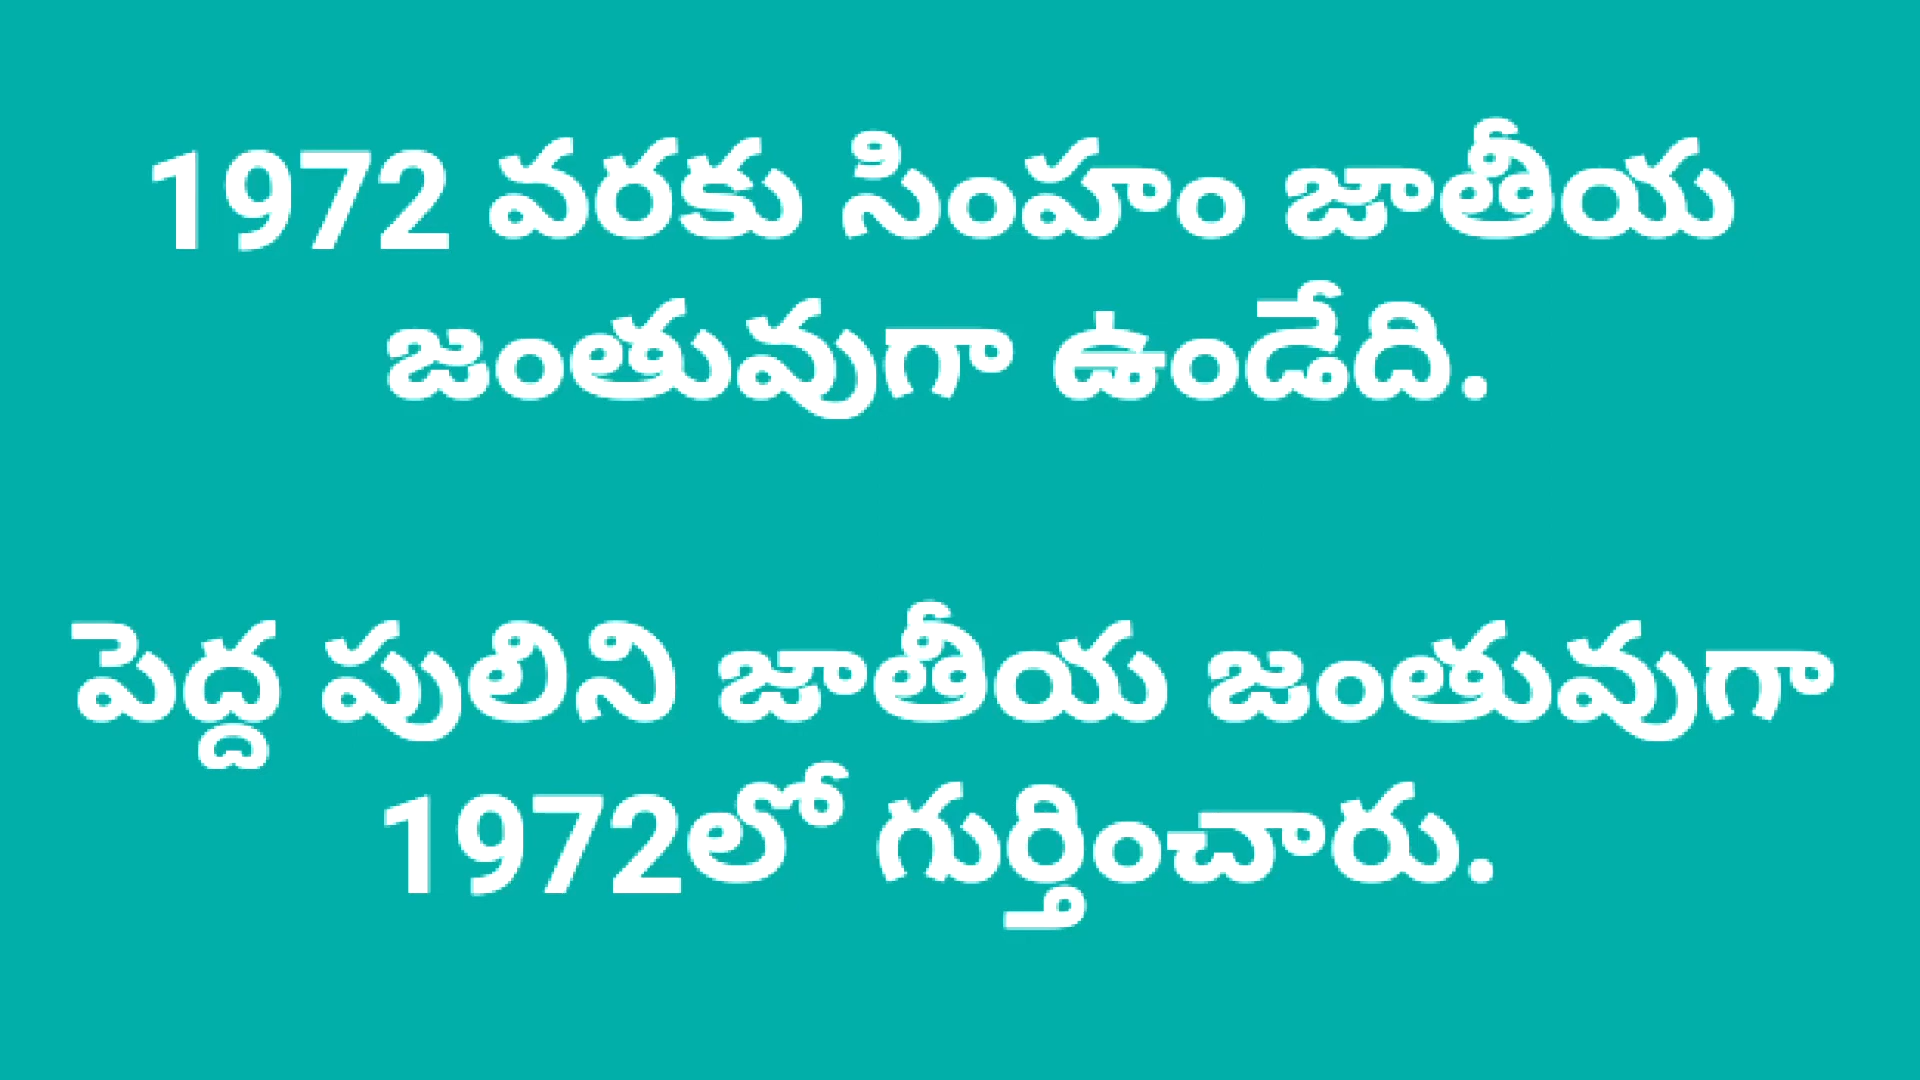 1972 వరకు సింహం జాతీయ
జంతువుగా ఉండేది.
పెద్ద పులిని జాతీయ జంతువుగా
1972లో గుర్తించారు.